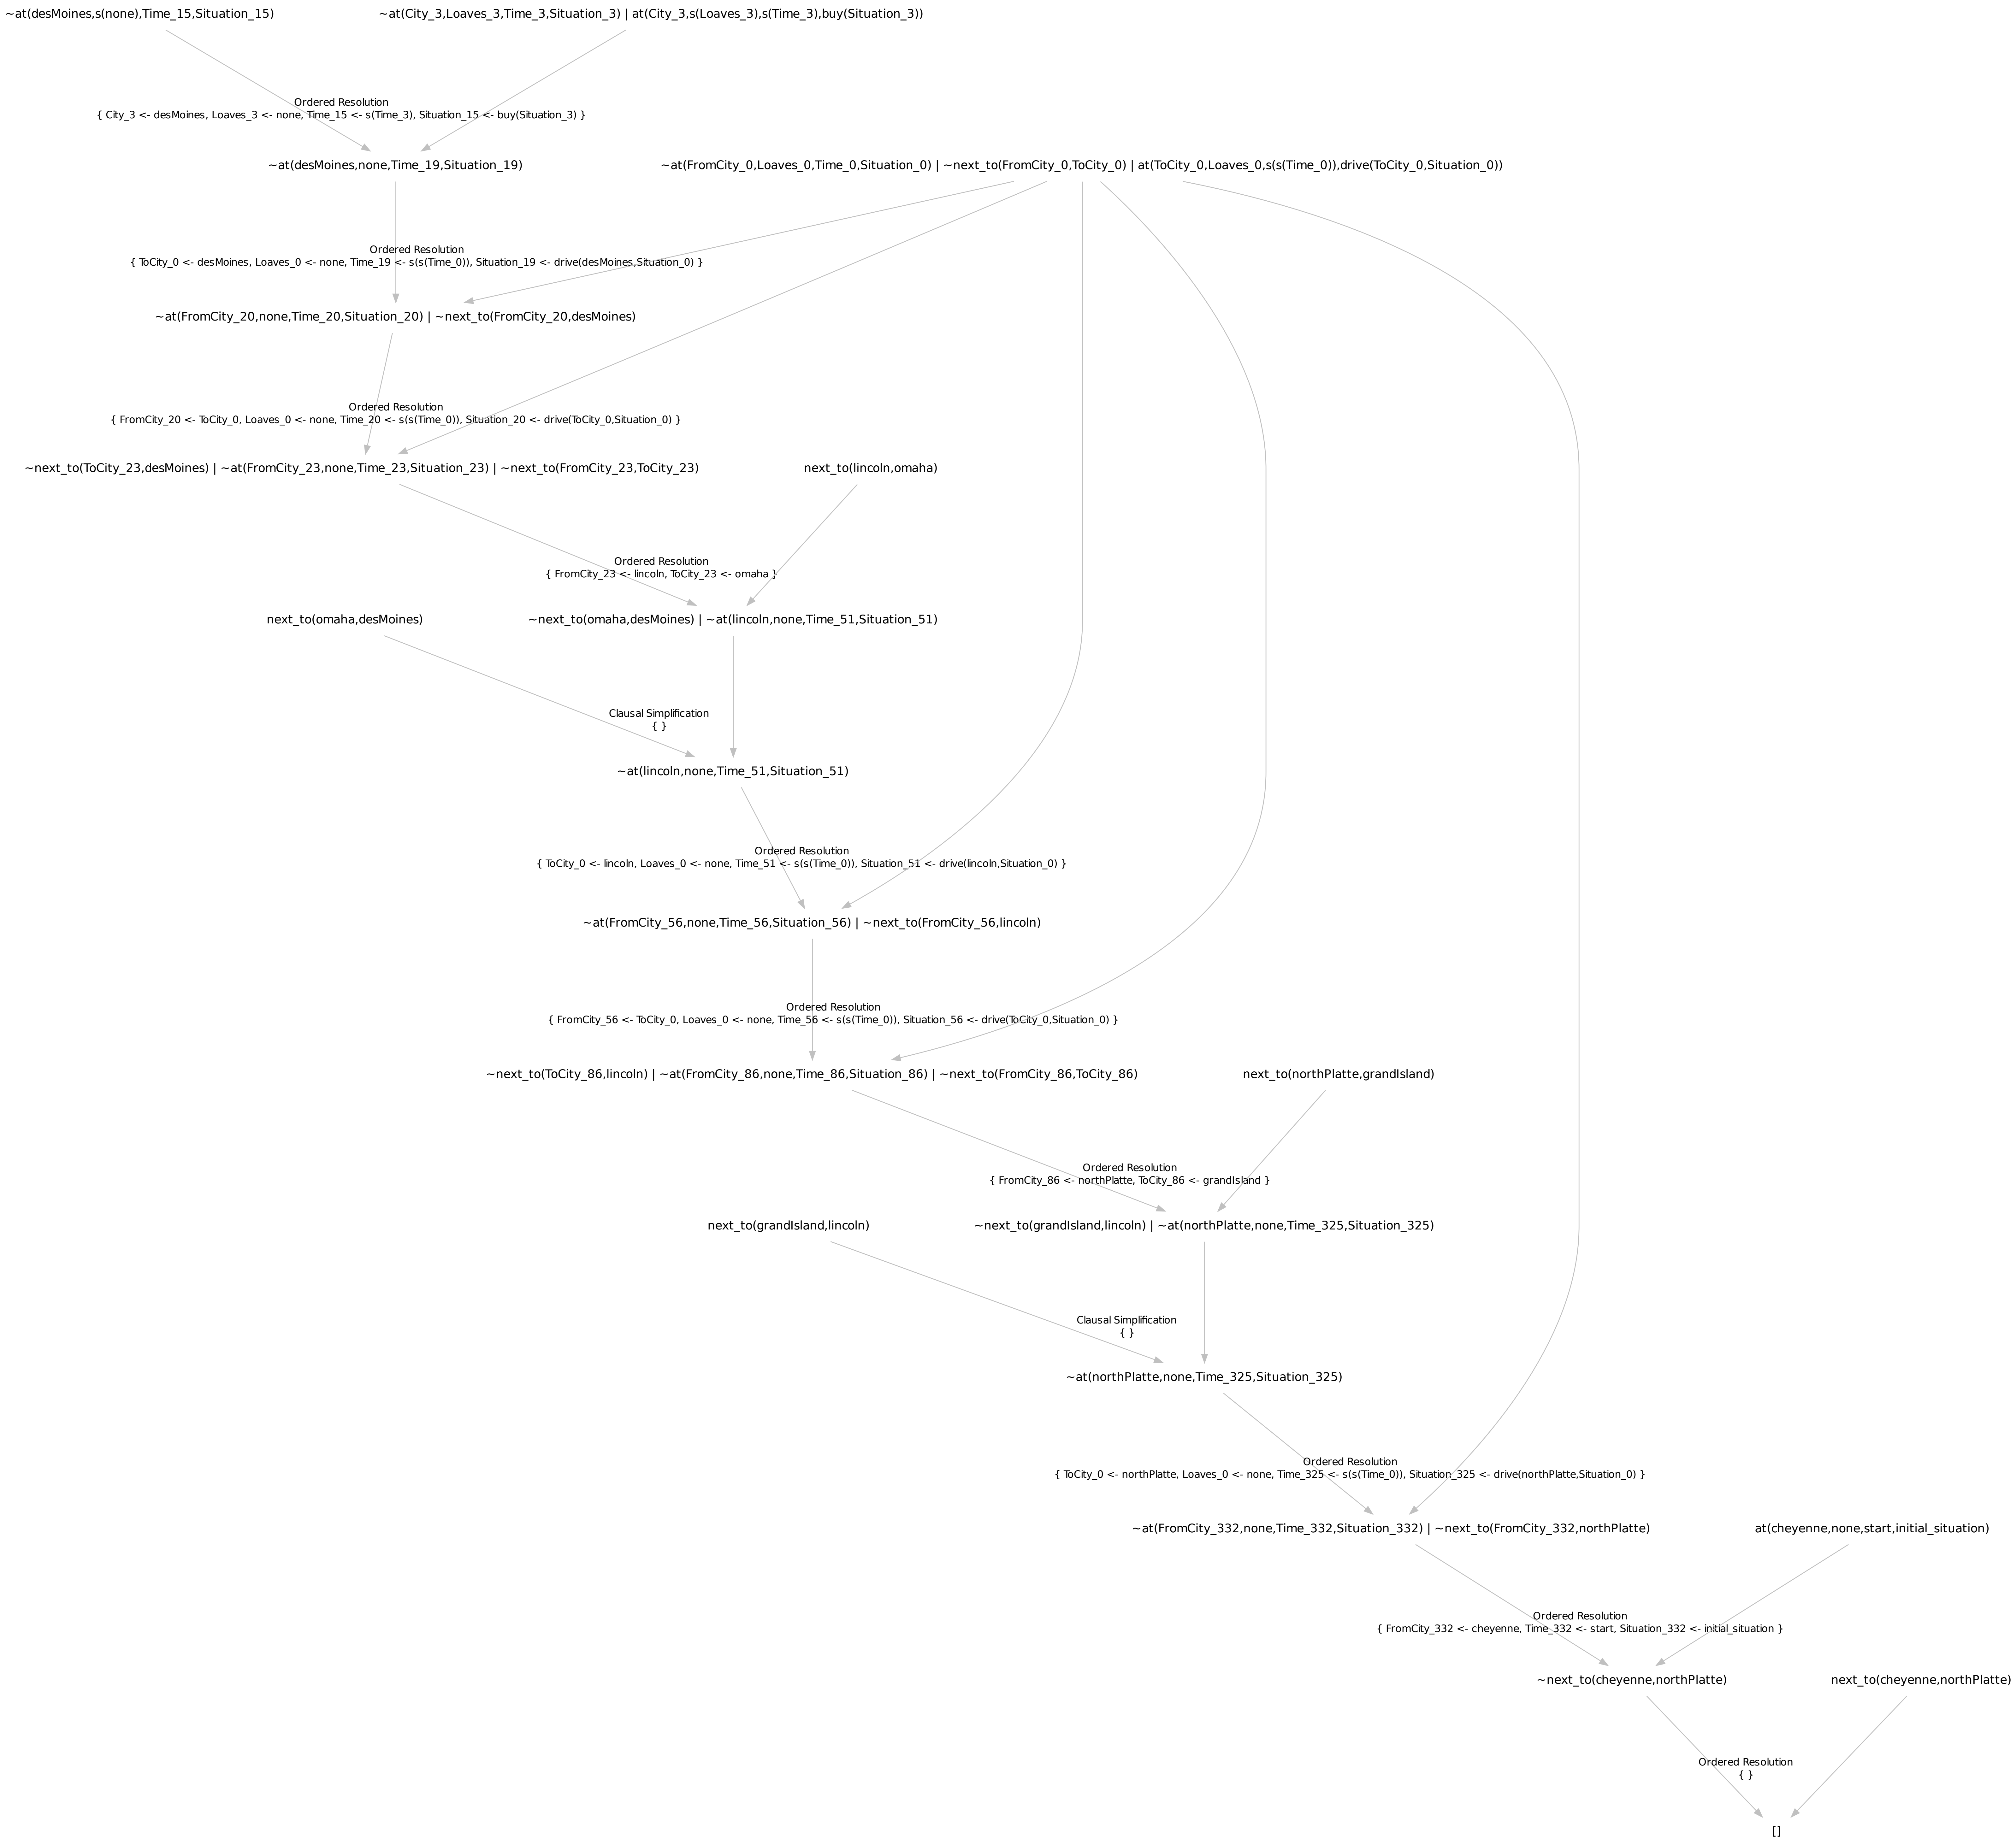 ~at(desMoines,s(none),Time_15,Situation_15)
~at(City_3,Loaves_3,Time_3,Situation_3) | at(City_3,s(Loaves_3),s(Time_3),buy(Situation_3))
Ordered Resolution
{ City_3 <- desMoines, Loaves_3 <- none, Time_15 <- s(Time_3), Situation_15 <- buy(Situation_3) }
~at(desMoines,none,Time_19,Situation_19)
~at(FromCity_0,Loaves_0,Time_0,Situation_0) | ~next_to(FromCity_0,ToCity_0) | at(ToCity_0,Loaves_0,s(s(Time_0)),drive(ToCity_0,Situation_0))
Ordered Resolution
{ ToCity_0 <- desMoines, Loaves_0 <- none, Time_19 <- s(s(Time_0)), Situation_19 <- drive(desMoines,Situation_0) }
~at(FromCity_20,none,Time_20,Situation_20) | ~next_to(FromCity_20,desMoines)
Ordered Resolution
{ FromCity_20 <- ToCity_0, Loaves_0 <- none, Time_20 <- s(s(Time_0)), Situation_20 <- drive(ToCity_0,Situation_0) }
~next_to(ToCity_23,desMoines) | ~at(FromCity_23,none,Time_23,Situation_23) | ~next_to(FromCity_23,ToCity_23)
next_to(lincoln,omaha)
Ordered Resolution
{ FromCity_23 <- lincoln, ToCity_23 <- omaha }
next_to(omaha,desMoines)
~next_to(omaha,desMoines) | ~at(lincoln,none,Time_51,Situation_51)
Clausal Simplification
{ }
~at(lincoln,none,Time_51,Situation_51)
Ordered Resolution
{ ToCity_0 <- lincoln, Loaves_0 <- none, Time_51 <- s(s(Time_0)), Situation_51 <- drive(lincoln,Situation_0) }
~at(FromCity_56,none,Time_56,Situation_56) | ~next_to(FromCity_56,lincoln)
Ordered Resolution
{ FromCity_56 <- ToCity_0, Loaves_0 <- none, Time_56 <- s(s(Time_0)), Situation_56 <- drive(ToCity_0,Situation_0) }
~next_to(ToCity_86,lincoln) | ~at(FromCity_86,none,Time_86,Situation_86) | ~next_to(FromCity_86,ToCity_86)
next_to(northPlatte,grandIsland)
Ordered Resolution
{ FromCity_86 <- northPlatte, ToCity_86 <- grandIsland }
next_to(grandIsland,lincoln)
~next_to(grandIsland,lincoln) | ~at(northPlatte,none,Time_325,Situation_325)
Clausal Simplification
{ }
~at(northPlatte,none,Time_325,Situation_325)
Ordered Resolution
{ ToCity_0 <- northPlatte, Loaves_0 <- none, Time_325 <- s(s(Time_0)), Situation_325 <- drive(northPlatte,Situation_0) }
~at(FromCity_332,none,Time_332,Situation_332) | ~next_to(FromCity_332,northPlatte)
at(cheyenne,none,start,initial_situation)
Ordered Resolution
{ FromCity_332 <- cheyenne, Time_332 <- start, Situation_332 <- initial_situation }
~next_to(cheyenne,northPlatte)
next_to(cheyenne,northPlatte)
Ordered Resolution
{ }
[]